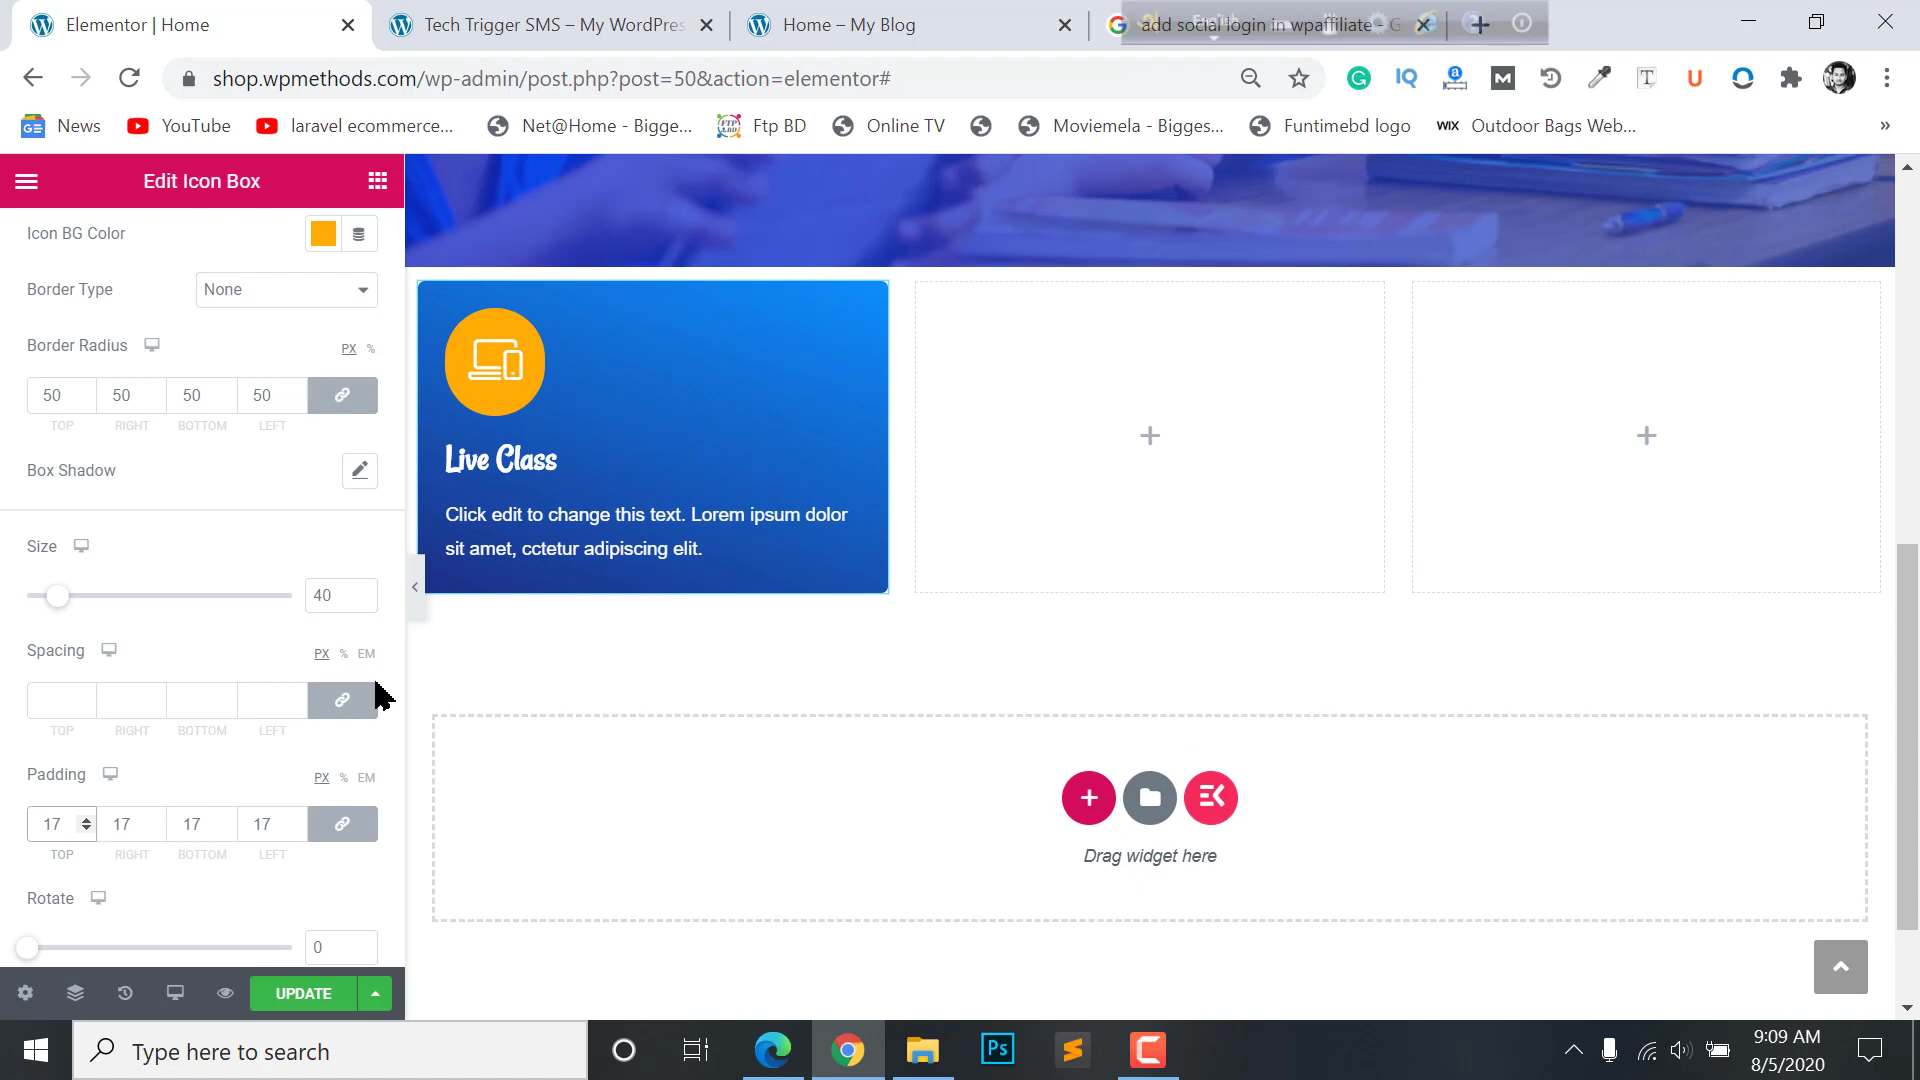 Elementor | Home
Tech Trigger SMS – My WordPres
Home – My Blog
add social login in wpaffiliate - G
shop.wpmethods.com/wp-admin/post.php?post=50&action=elementor#
News
YouTube
laravel ecommerce...
Net@Home - Bigge...
Ftp BD
Online TV
Moviemela - Bigges...
Funtimebd logo
WIX
Outdoor Bags Web...
»
Edit Icon Box
Icon BG Color
Border Type
None
Border Radius
PX %
50 50 50 50
TOP RIGHT BOTTOM LEFT
Box Shadow
Size
40
Spacing
PX % EM
TOP RIGHT BOTTOM LEFT
Padding
PX % EM
17 17 17 17
TOP RIGHT BOTTOM LEFT
Rotate
0
UPDATE
Live Class
Click edit to change this text. Lorem ipsum dolor
sit amet, cctetur adipiscing elit.
Drag widget here
Type here to search
Ps
9:09 AM
8/5/2020